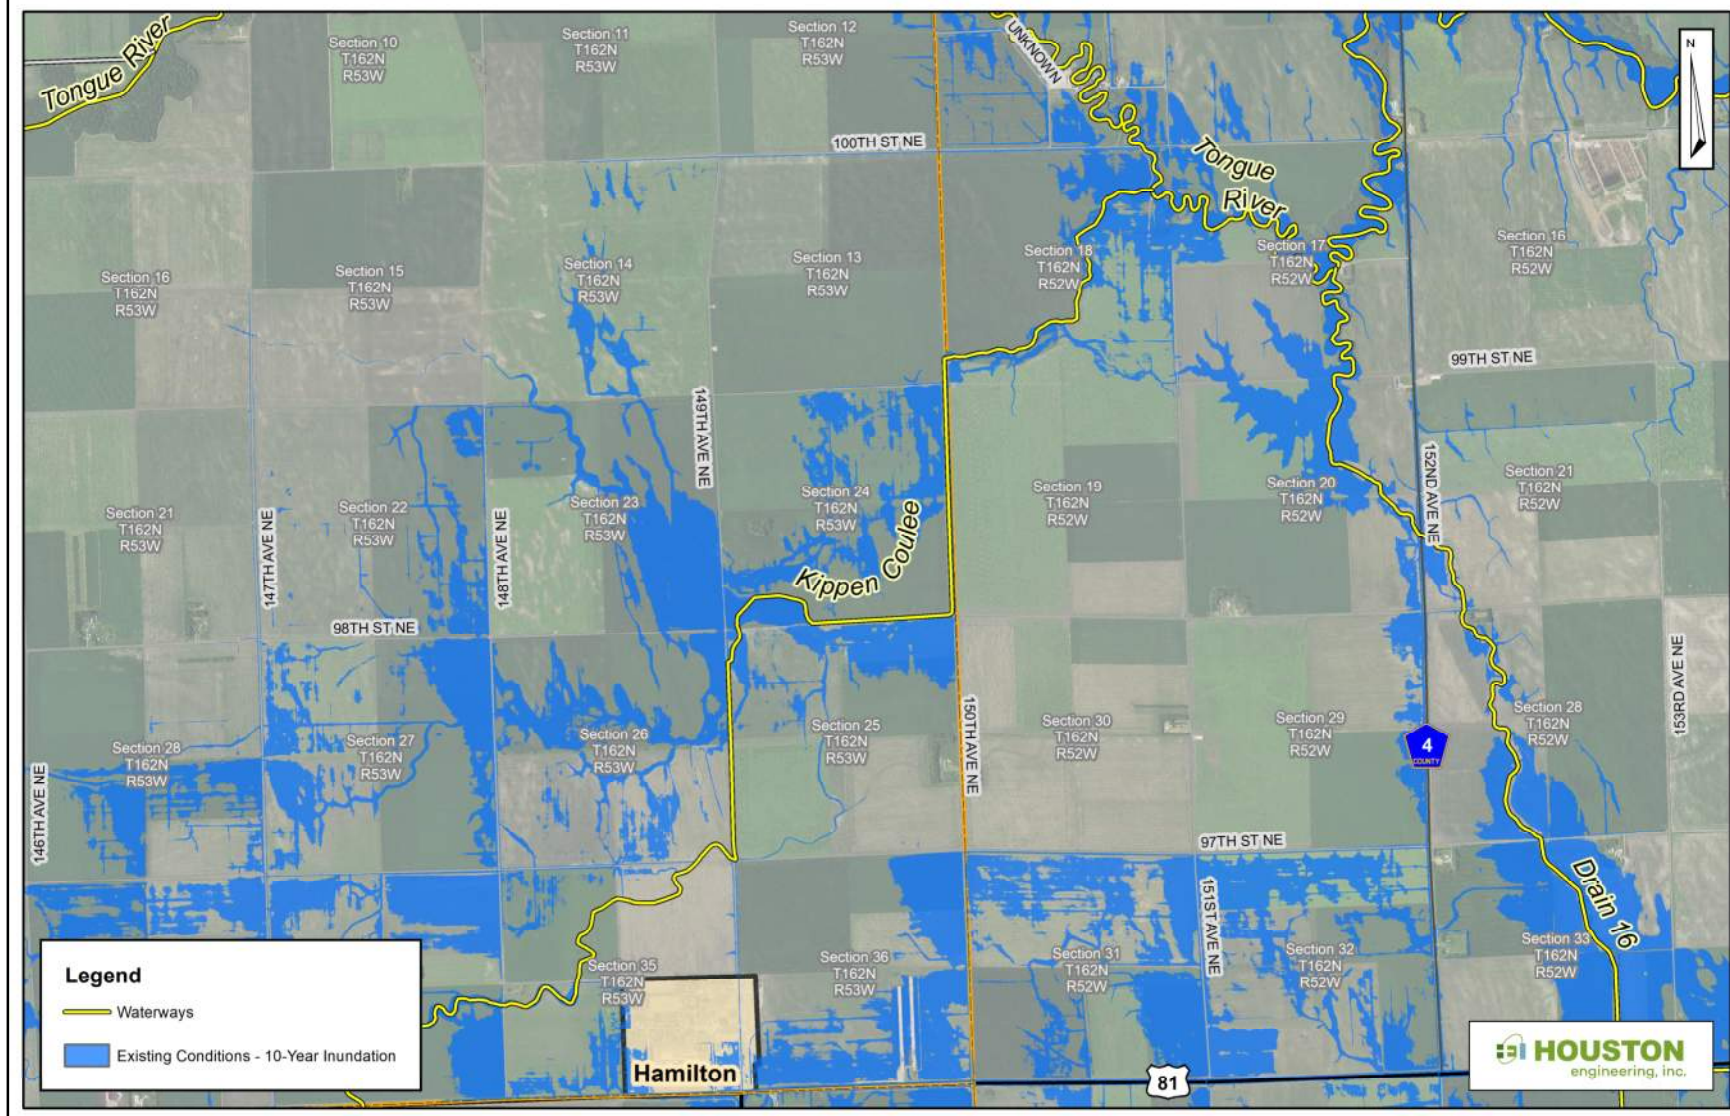 Tongue River
Section 10
T162N
R53W
Section 11
T162N
R53W
Section 12
T162N
R53W
UNKNOWN
N
100TH ST NE
Tongue
River
Section 16
T162N
R53W
Section 15
T162N
R53W
Section 14
T162N
R53W
Section 13
T162N
R53W
Section 18
T162N
R52W
Section 17
T162N
R52W
Section 16
T162N
R52W
99TH ST NE
149TH AVE NE
Section 21
T162N
R53W
147TH AVE NE
Section 22
T162N
R53W
148TH AVE NE
Section 23
T162N
R53W
Section 24
T162N
R53W
Kippen Coulee
Section 19
T162N
R52W
Section 20
T162N
R52W
152ND AVE NE
Section 21
T162N
R52W
98TH ST NE
153RD AVE NE
146TH AVE NE
Section 28
T162N
R53W
Section 27
T162N
R53W
Section 26
T162N
R53W
Section 25
T162N
R53W
150TH AVE NE
Section 30
T162N
R52W
Section 29
T162N
R52W
4
COUNTY
Section 28
T162N
R52W
97TH ST NE
151ST AVE NE
Drain 16
Section 35
T162N
R53W
Section 36
T162N
R53W
Section 31
T162N
R52W
Section 32
T162N
R52W
Section 33
T162N
R52W
Legend
Waterways
Existing Conditions - 10-Year Inundation
Hamilton
81
HOUSTON
engineering, inc.